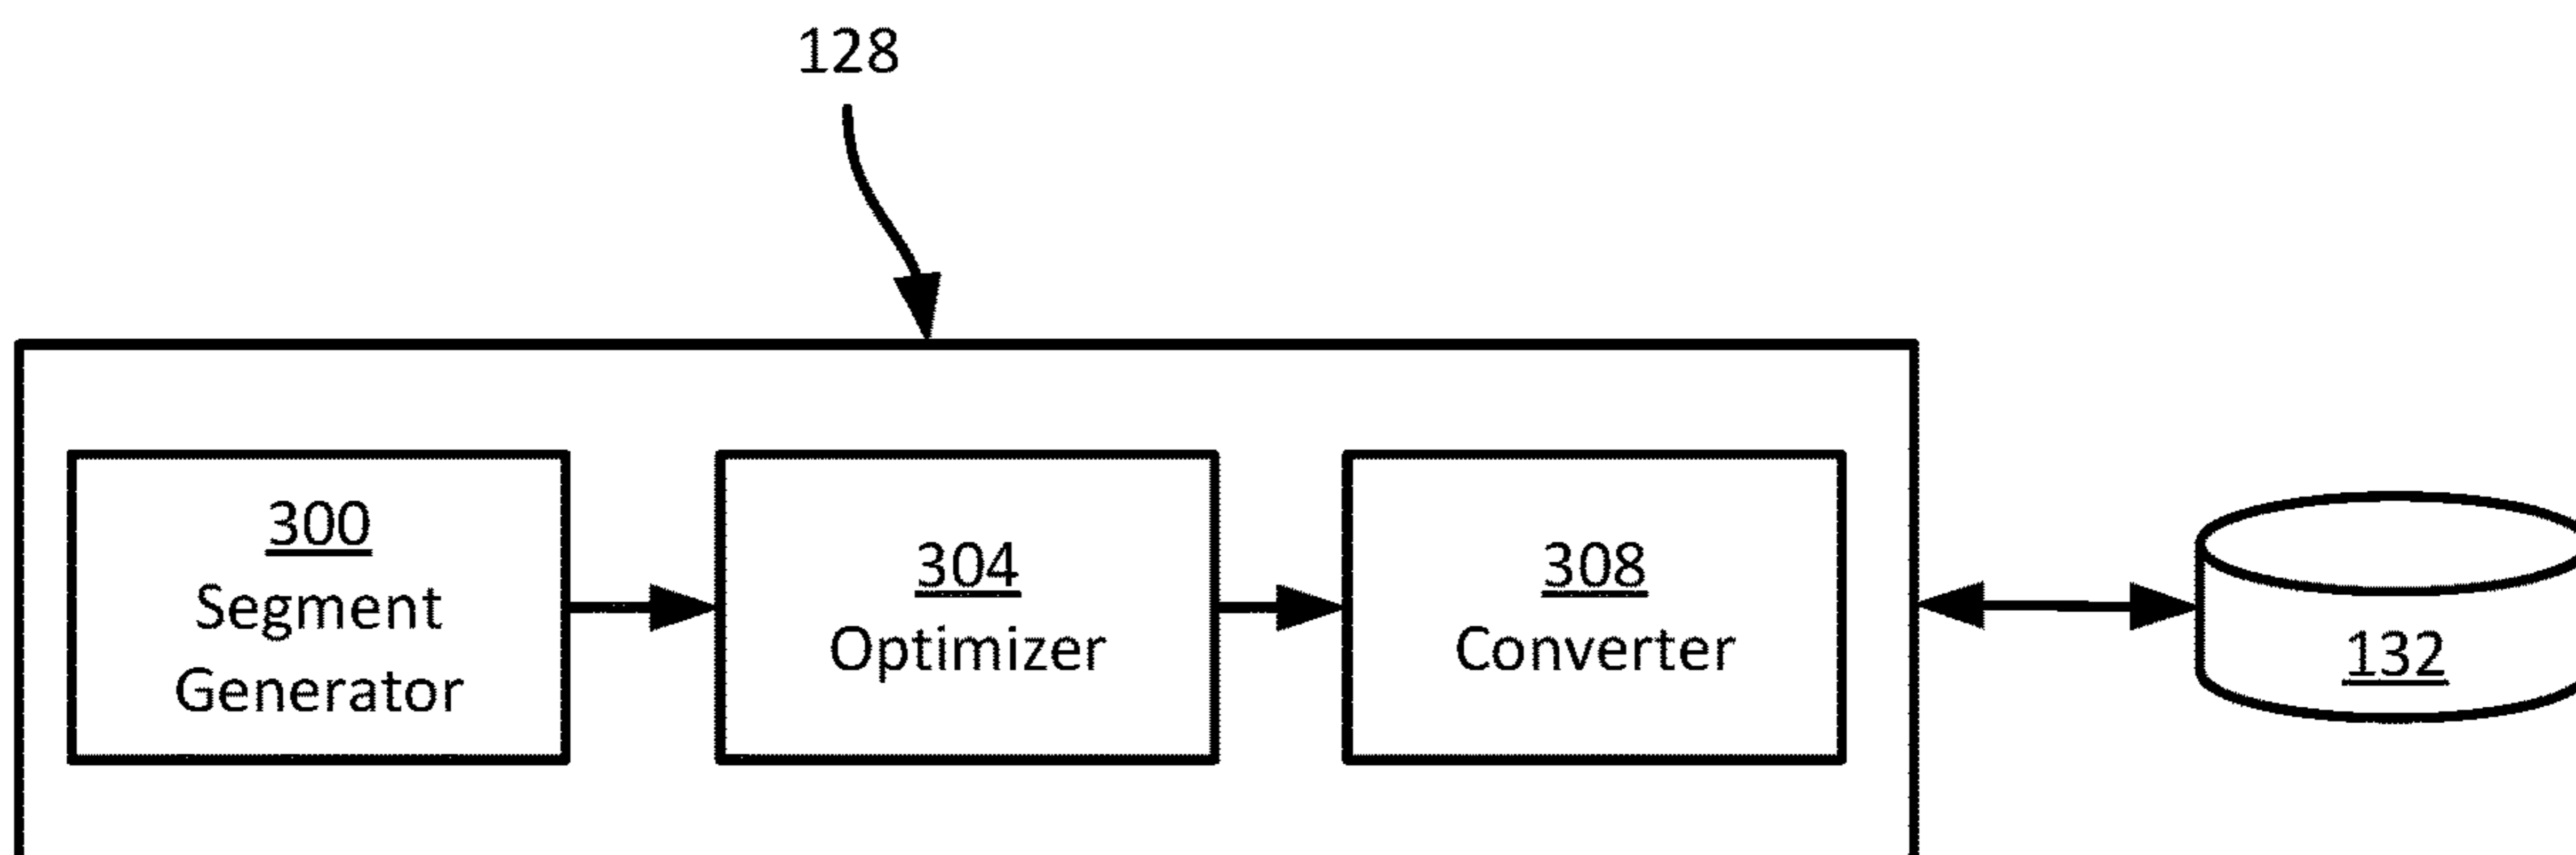 128
300
Segment
Generator
304
Optimizer
308
Converter
132